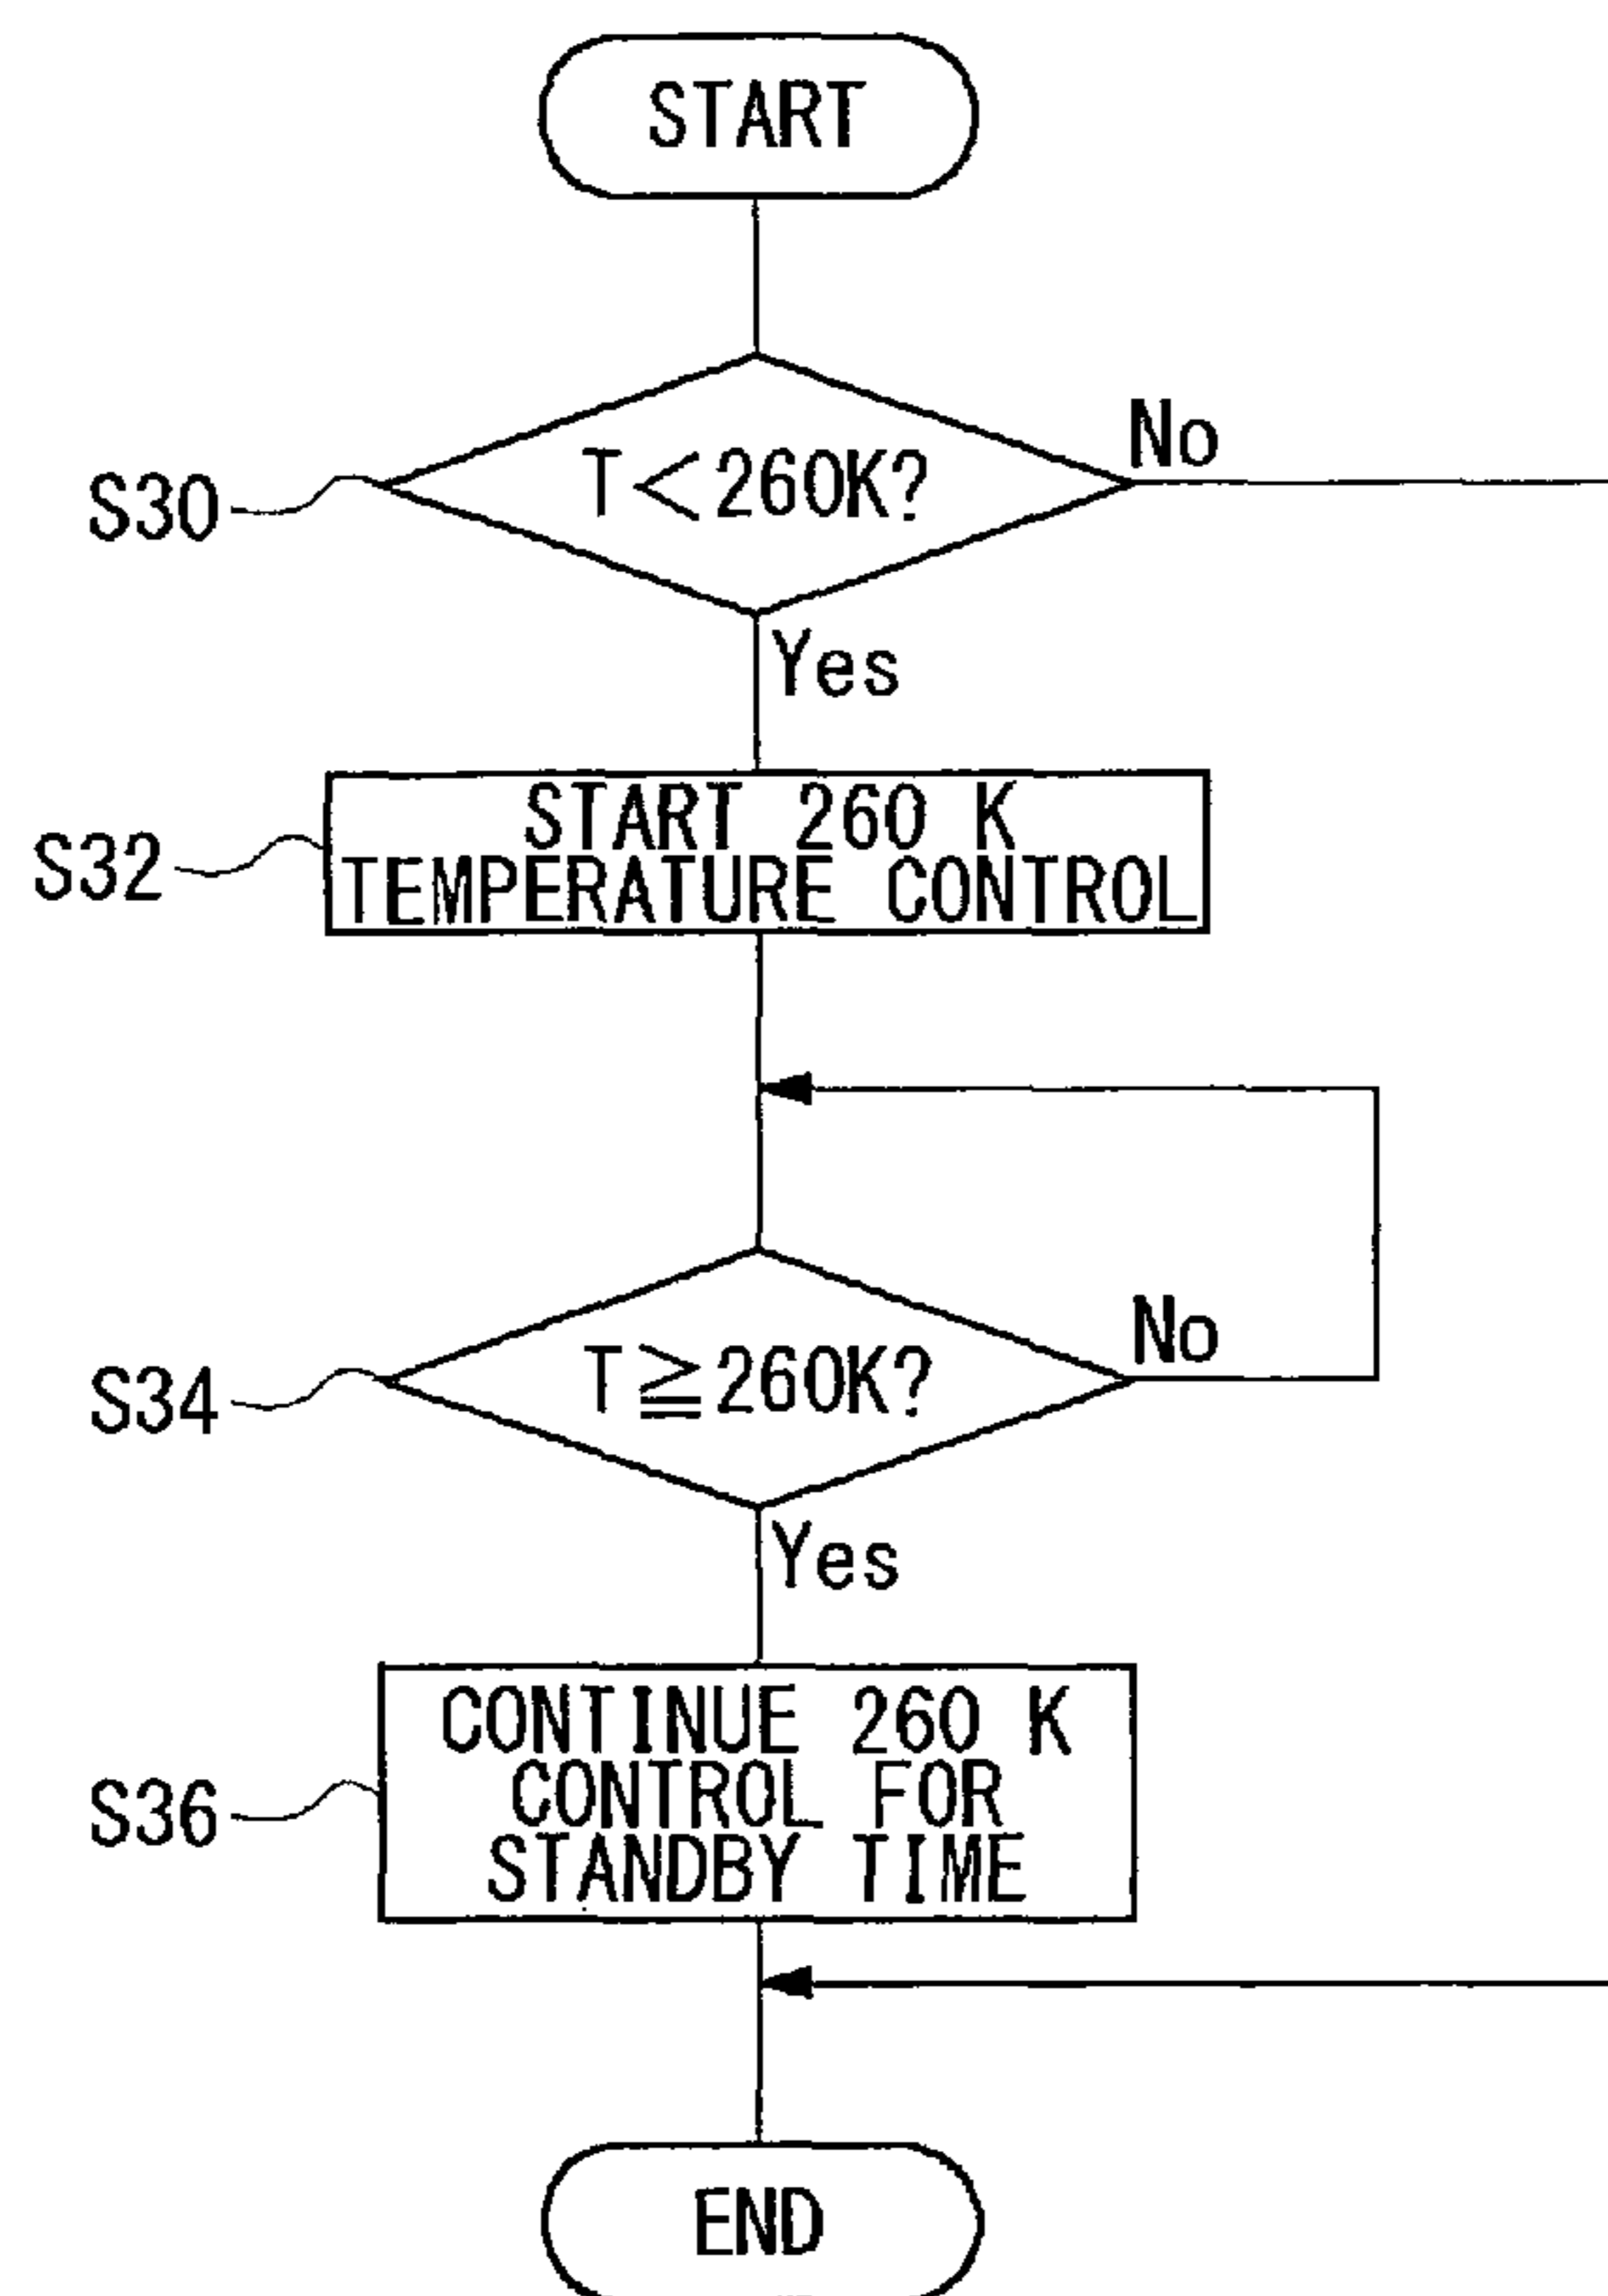 START
T<260K?
No
S30
Yes
START 260 K
TEMPERATURE CONTROL
S32
T≧260K?
No
S34
Yes
CONTINUE 260 K
CONTROL FOR
STANDBY TIME
S36
END